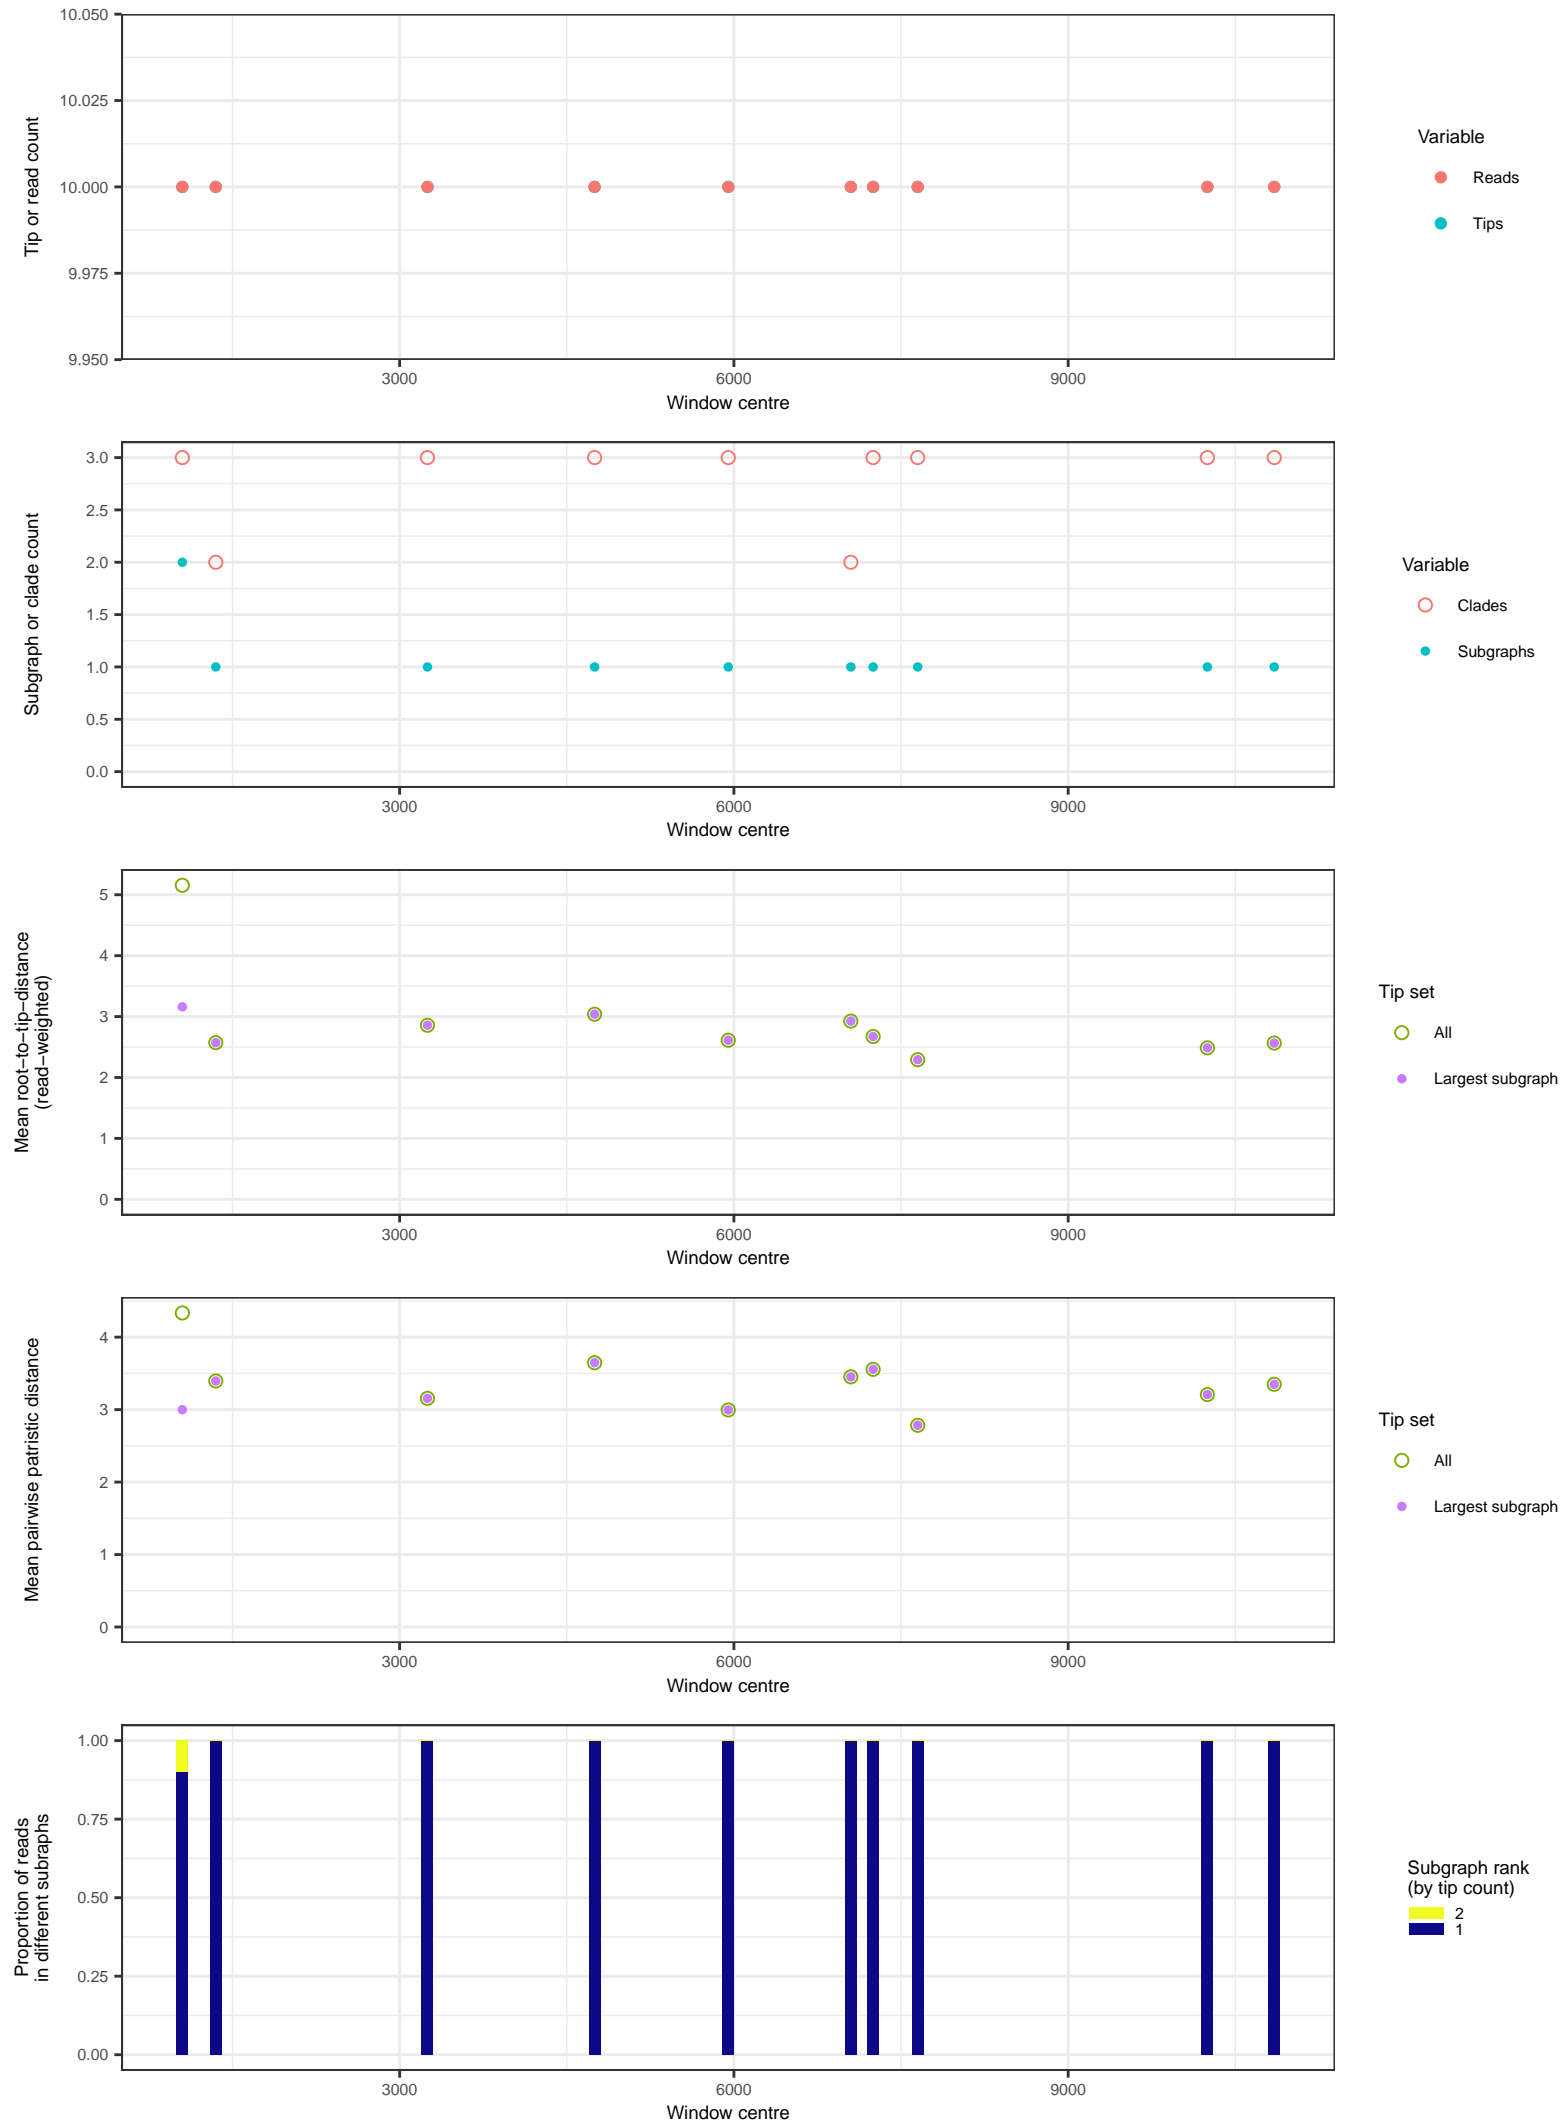 10.050
10.025
10.000
9.975
9.950
Tip or read count
3000
6000
9000
Window centre
Variable
Reads
Tips
3.0
2.5
2.0
1.5
1.0
0.5
0.0
Subgraph or clade count
3000
6000
9000
Window centre
Variable
Clades
Subgraphs
5
4
3
2
1
0
Mean root−to−tip−distance
(read−weighted)
3000
6000
9000
Window centre
Tip set
All
Largest subgraph
4
3
2
1
0
Mean pairwise patristic distance
3000
6000
9000
Window centre
Tip set
All
Largest subgraph
1.00
0.75
0.50
0.25
0.00
Proportion of reads
in different subraphs
3000
6000
9000
Window centre
Subgraph rank
(by tip count)
2
1